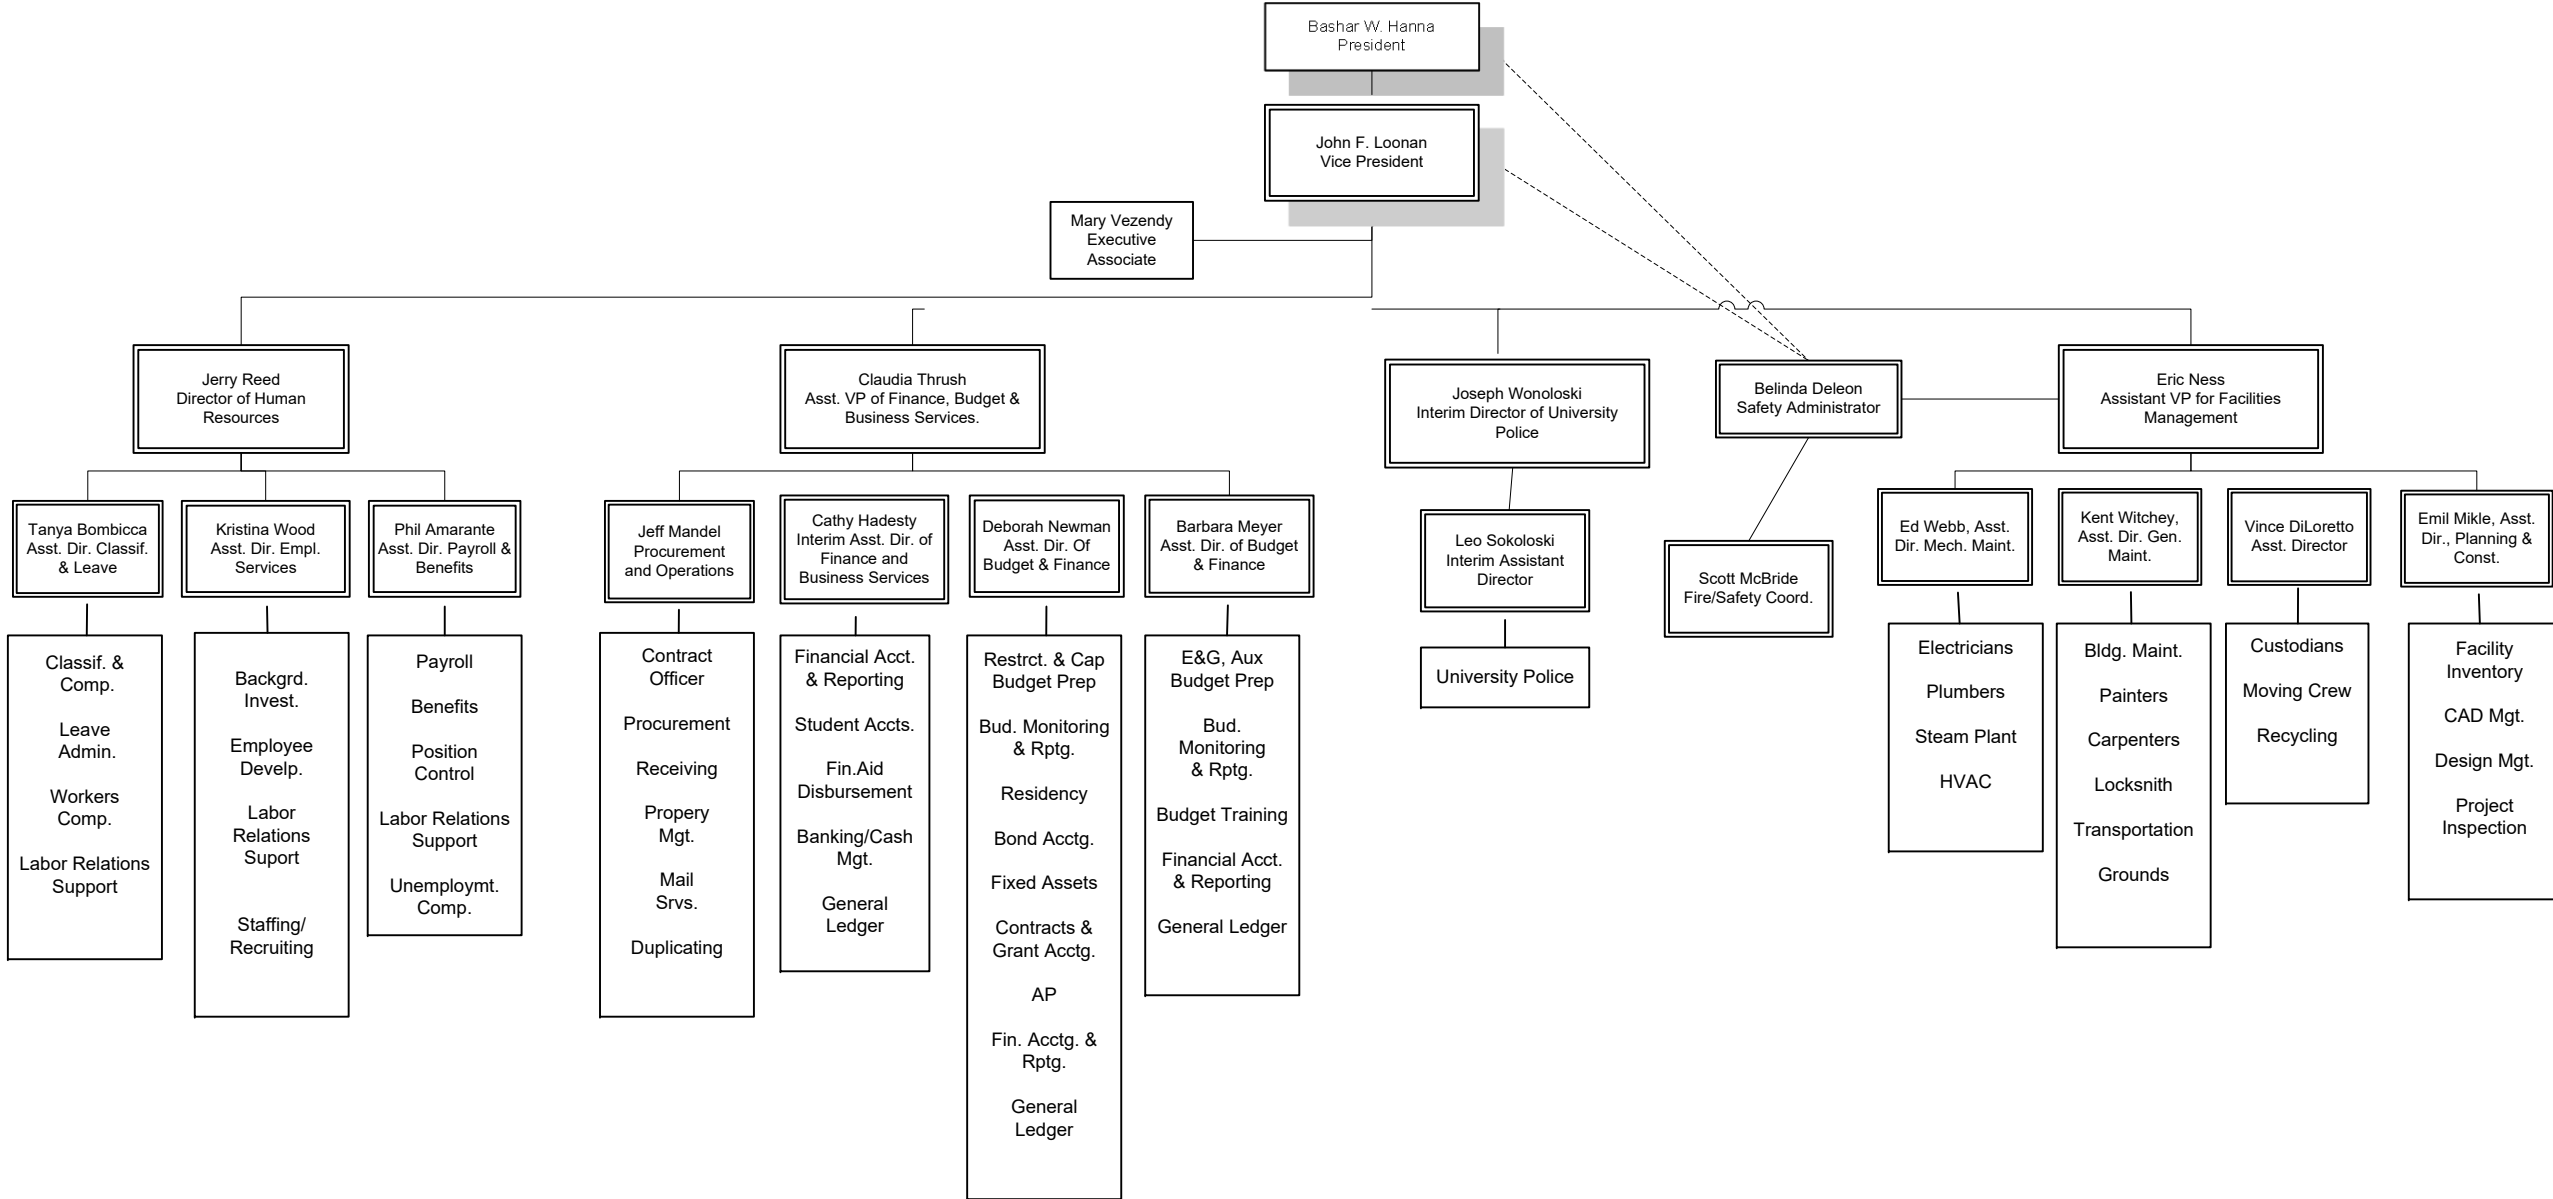 Bashar W. Hanna
President
John F. Loonan
Vice President
Mary Vezendy
Executive
Associate
Jerry Reed
Director of Human
Resources
Claudia Thrush
Asst. VP of Finance, Budget &
Business Services.
Joseph Wonoloski
Interim Director of University
Police
Belinda Deleon
Safety Administrator
Eric Ness
Assistant VP for Facilities
Management
Tanya Bombicca
Asst. Dir. Classif.
& Leave
Kristina Wood
Asst. Dir. Empl.
Services
Phil Amarante
Asst. Dir. Payroll &
Benefits
Jeff Mandel
Procurement
and Operations
Cathy Hadesty
Interim Asst. Dir. of
Finance and
Business Services
Deborah Newman
Asst. Dir. Of
Budget & Finance
Barbara Meyer
Asst. Dir. of Budget
& Finance
Leo Sokoloski
Interim Assistant
Director
Scott McBride
Fire/Safety Coord.
Ed Webb, Asst.
Dir. Mech. Maint.
Kent Witchey,
Asst. Dir. Gen.
Maint.
Vince DiLoretto
Asst. Director
Emil Mikle, Asst.
Dir., Planning &
Const.
Classif. &
Comp.
Leave
Admin.
Workers
Comp.
Labor Relations
Support
Backgrd.
Invest.
Employee
Develp.
Labor
Relations
Suport
Staffing/
Recruiting
Payroll
Benefits
Position
Control
Labor Relations
Support
Unemploymt.
Comp.
Contract
Officer
Procurement
Receiving
Propery
Mgt.
Mail
Srvs.
Duplicating
Financial Acct.
& Reporting
Student Accts.
Fin.Aid
Disbursement
Banking/Cash
Mgt.
General
Ledger
Restrct. & Cap
Budget Prep
Bud. Monitoring
& Rptg.
Residency
Bond Acctg.
Fixed Assets
Contracts &
Grant Acctg.
AP
Fin. Acctg. &
Rptg.
General
Ledger
E&G, Aux
Budget Prep
Bud.
Monitoring
& Rptg.
Budget Training
Financial Acct.
& Reporting
General Ledger
University Police
Electricians
Plumbers
Steam Plant
HVAC
Bldg. Maint.
Painters
Carpenters
Locksnith
Transportation
Grounds
Custodians
Moving Crew
Recycling
Facility
Inventory
CAD Mgt.
Design Mgt.
Project
Inspection